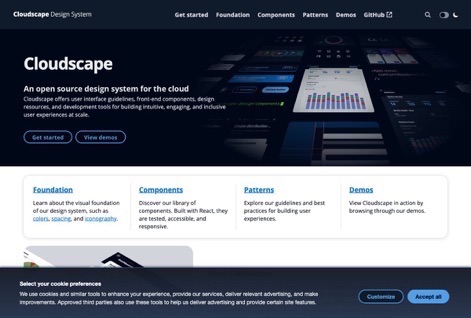 Cloudscape Design System
Get started Foundation Components Patterns Demos GitHub
Cloudscape
An open source design system for the cloud
Cloudscape offers user interface guidelines, front-end components, design
resources, and development tools for building intuitive, engaging, and inclusive
user experiences at scale.
Get started View demos
Foundation
Learn about the visual foundation
of our design system, such as
colors, spacing, and iconography.
Components
Discover our library of
components. Built with React, they
are tested, accessible, and
responsive.
Patterns
Explore our guidelines and best
practices for building user
experiences.
Demos
View Cloudscape in action by
browsing through our demos.
Select your cookie preferences
We use cookies and similar tools to enhance your experience, provide our services, deliver relevant advertising, and make
improvements. Approved third parties also use these tools to help us deliver advertising and provide certain site features.
Customize Accept all